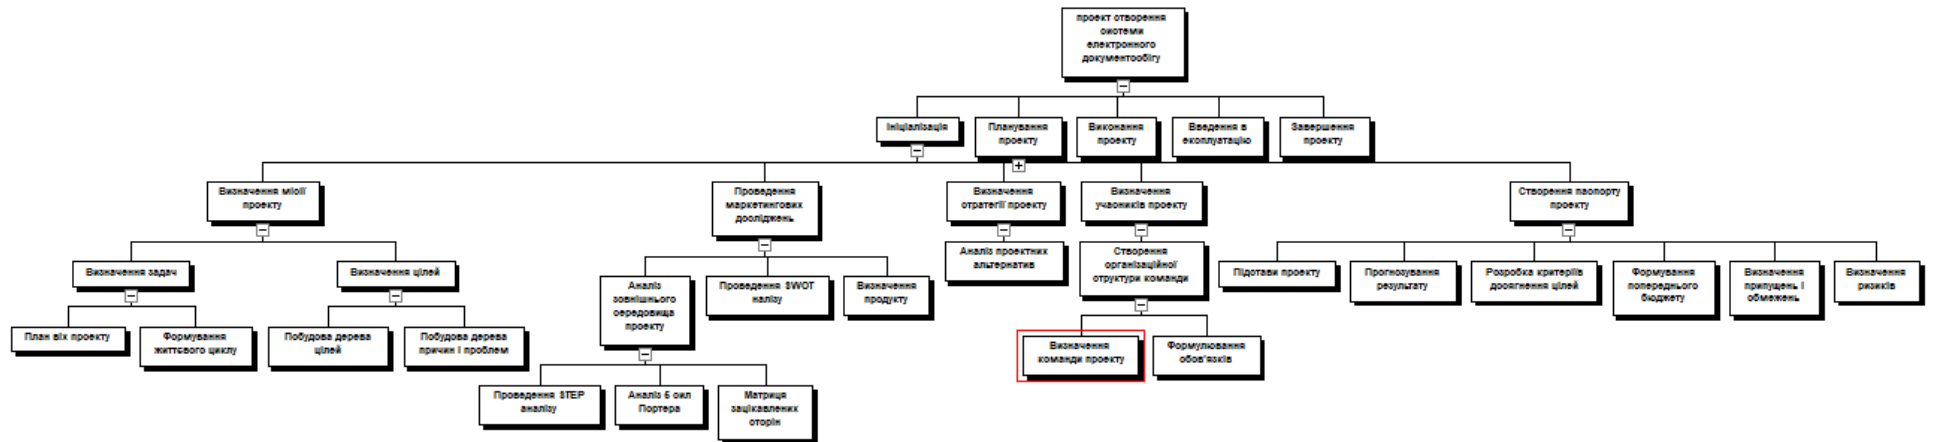 проект створення
системи
електронного
документообігу
Ініціалізація
Планування
проекту
Виконання
проекту
Введення в
експлуатацію
Завершення
проекту
Визначення місії
проекту
Проведення
маркетингових
досліджень
Визначення
стратегії проекту
Визначення
учасників проекту
Створення паспорту
проекту
Визначення задач
Визначення цілей
Аналіз
зовнішнього
середовища
проекту
Проведення SWOT
налізу
Визначення
продукту
Аналіз проектних
альтернатив
Створення
організаційної
структури команди
Підстави проекту
Прогнозування
результату
Розробка критеріїв
досягнення цілей
Формування
попереднього
бюджету
Визначення
припущень і
обмежень
Визначення
ризиків
План віх проекту
Формування
життєвого циклу
Побудова дерева
цілей
Побудова дерева
причин і проблем
Визначення
команди проекту
Формулювання
обов'язків
Проведення STEP
аналізу
Аналіз 5 сил
Портера
Матриця
зацікавлених
сторін